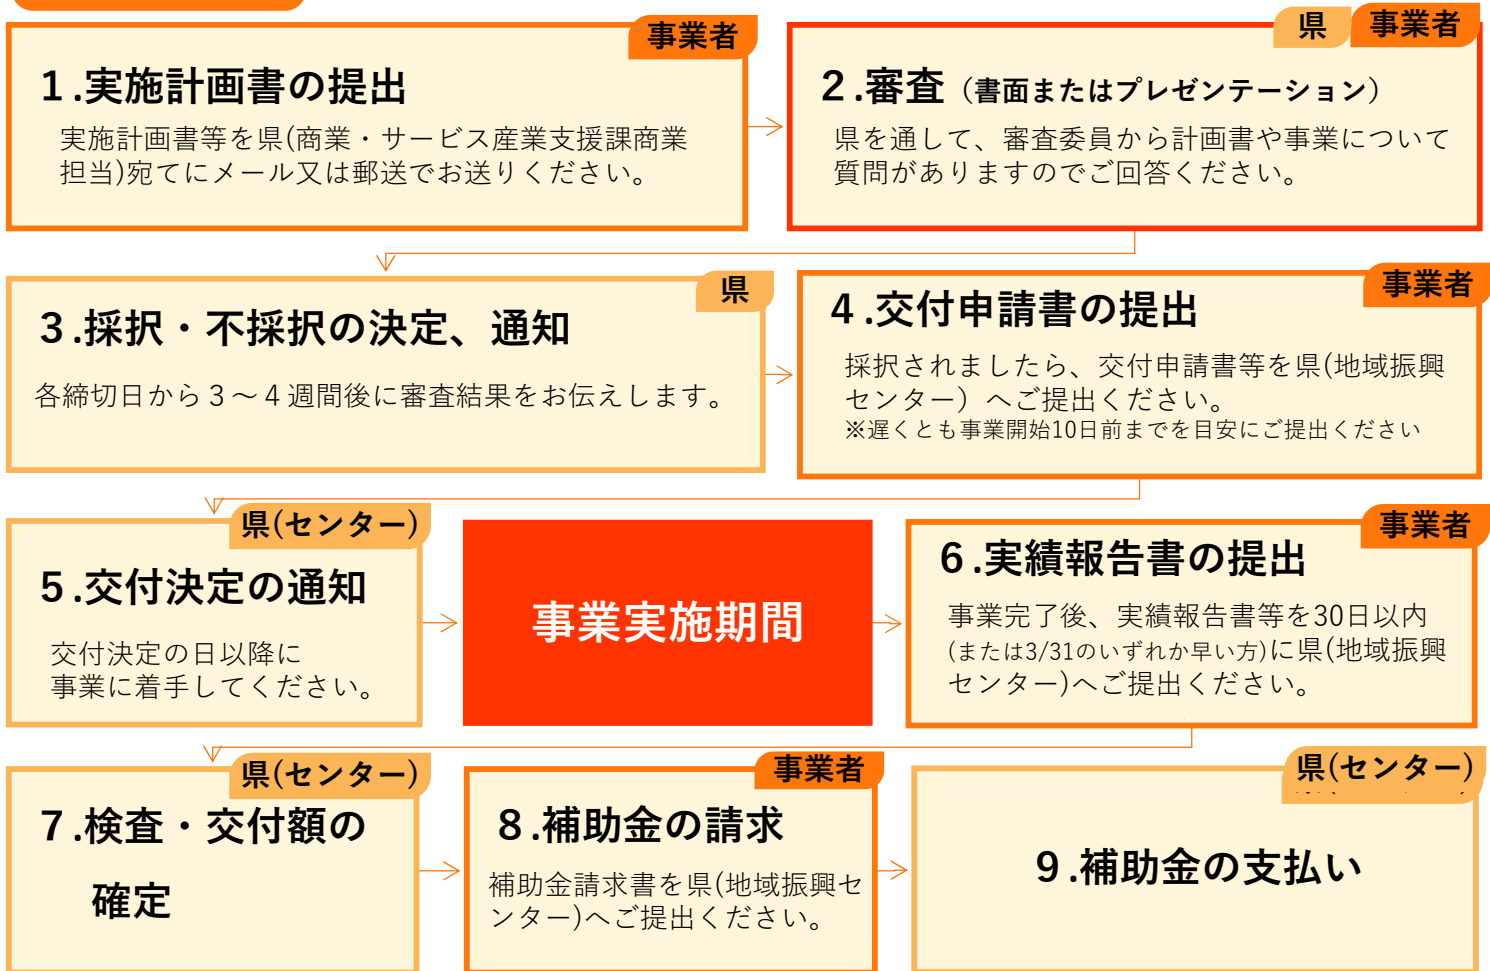 事業者
１.実施計画書の提出
実施計画書等を県(商業・サービス産業支援課商業
担当)宛てにメール又は郵送でお送りください。
県
事業者
２.審査（書面またはプレゼンテーション）
県を通して、審査委員から計画書や事業について
質問がありますのでご回答ください。
県
３.採択・不採択の決定、通知
各締切日から３～４週間後に審査結果をお伝えします。
事業者
４.交付申請書の提出
採択されましたら、交付申請書等を県(地域振興
センター）へご提出ください。
※遅くとも事業開始10日前までを目安にご提出ください
県(センター)
５.交付決定の通知
交付決定の日以降に
事業に着手してください。
事業実施期間
事業者
６.実績報告書の提出
事業完了後、実績報告書等を30日以内
(または3/31のいずれか早い方)に県(地域振興
センター)へご提出ください。
県(センター)
７.検査・交付額の
確定
事業者
８.補助金の請求
補助金請求書を県(地域振興セ
ンター)へご提出ください。
県(センター)
９.補助金の支払い